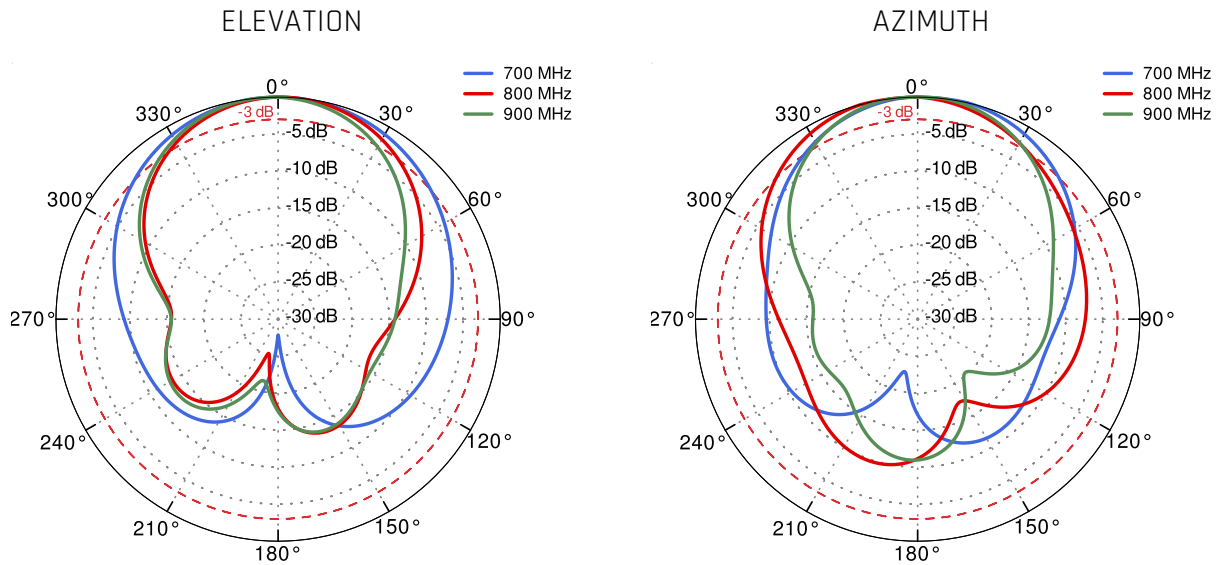 ELEVATION
700 MHz
800 MHz
900 MHz
0°
30°
60°
90°
120°
150°
180°
210°
240°
270°
300°
330°
-3 dB
-5 dB
-10 dB
-15 dB
-20 dB
-25 dB
-30 dB
AZIMUTH
700 MHz
800 MHz
900 MHz
0°
30°
60°
90°
120°
150°
180°
210°
240°
270°
300°
330°
-3 dB
-5 dB
-10 dB
-15 dB
-20 dB
-25 dB
-30 dB